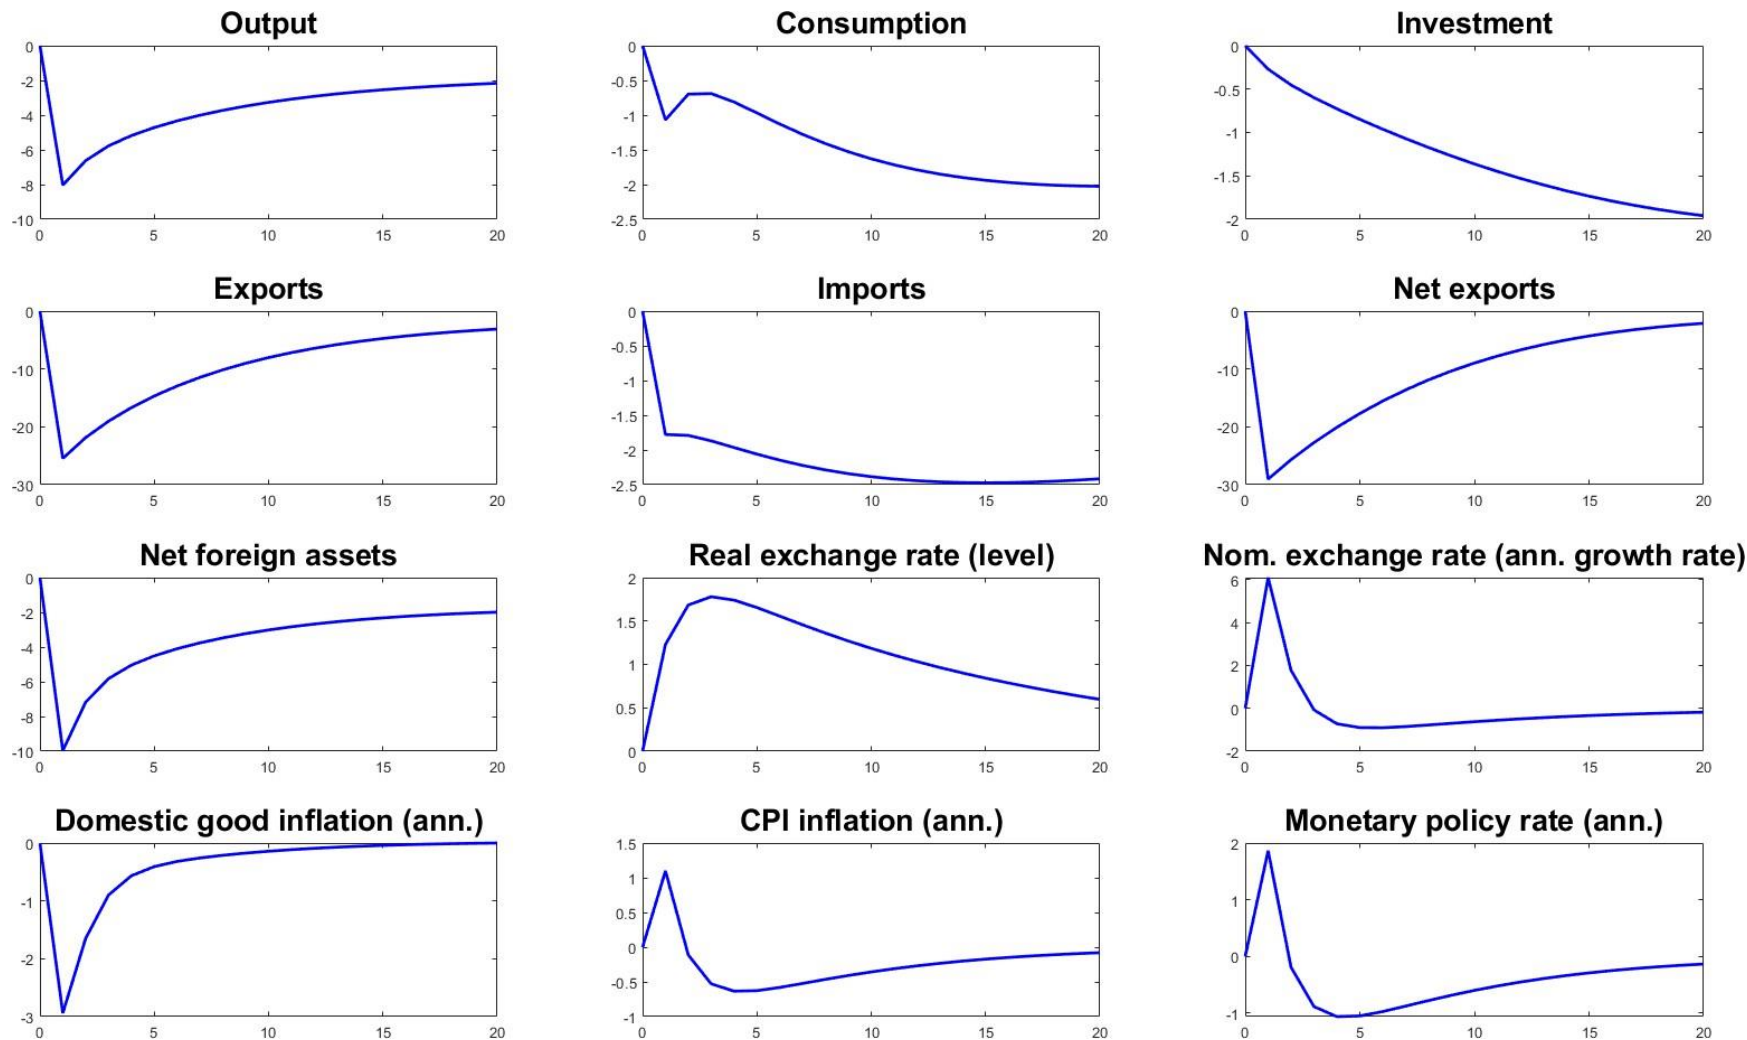 Output
Consumption
Investment
0
-2
-4
-6
-8
-10
0 5 10 15 20
0
-0.5
-1
-1.5
-2
-2.5
0 5 10 15 20
0
-0.5
-1
-1.5
-2
0 5 10 15 20
Exports
Imports
Net exports
0
-10
-20
-30
0 5 10 15 20
0
-0.5
-1
-1.5
-2
-2.5
0 5 10 15 20
0
-10
-20
-30
0 5 10 15 20
Net foreign assets
Real exchange rate (level)
Nom. exchange rate (ann. growth rate)
0
-2
-4
-6
-8
-10
0 5 10 15 20
2
1.5
1
0.5
0
0 5 10 15 20
6
4
2
0
-2
0 5 10 15 20
Domestic good inflation (ann.)
CPI inflation (ann.)
Monetary policy rate (ann.)
0
-1
-2
-3
0 5 10 15 20
1.5
1
0.5
0
-0.5
-1
0 5 10 15 20
2
1
0
-1
0 5 10 15 20